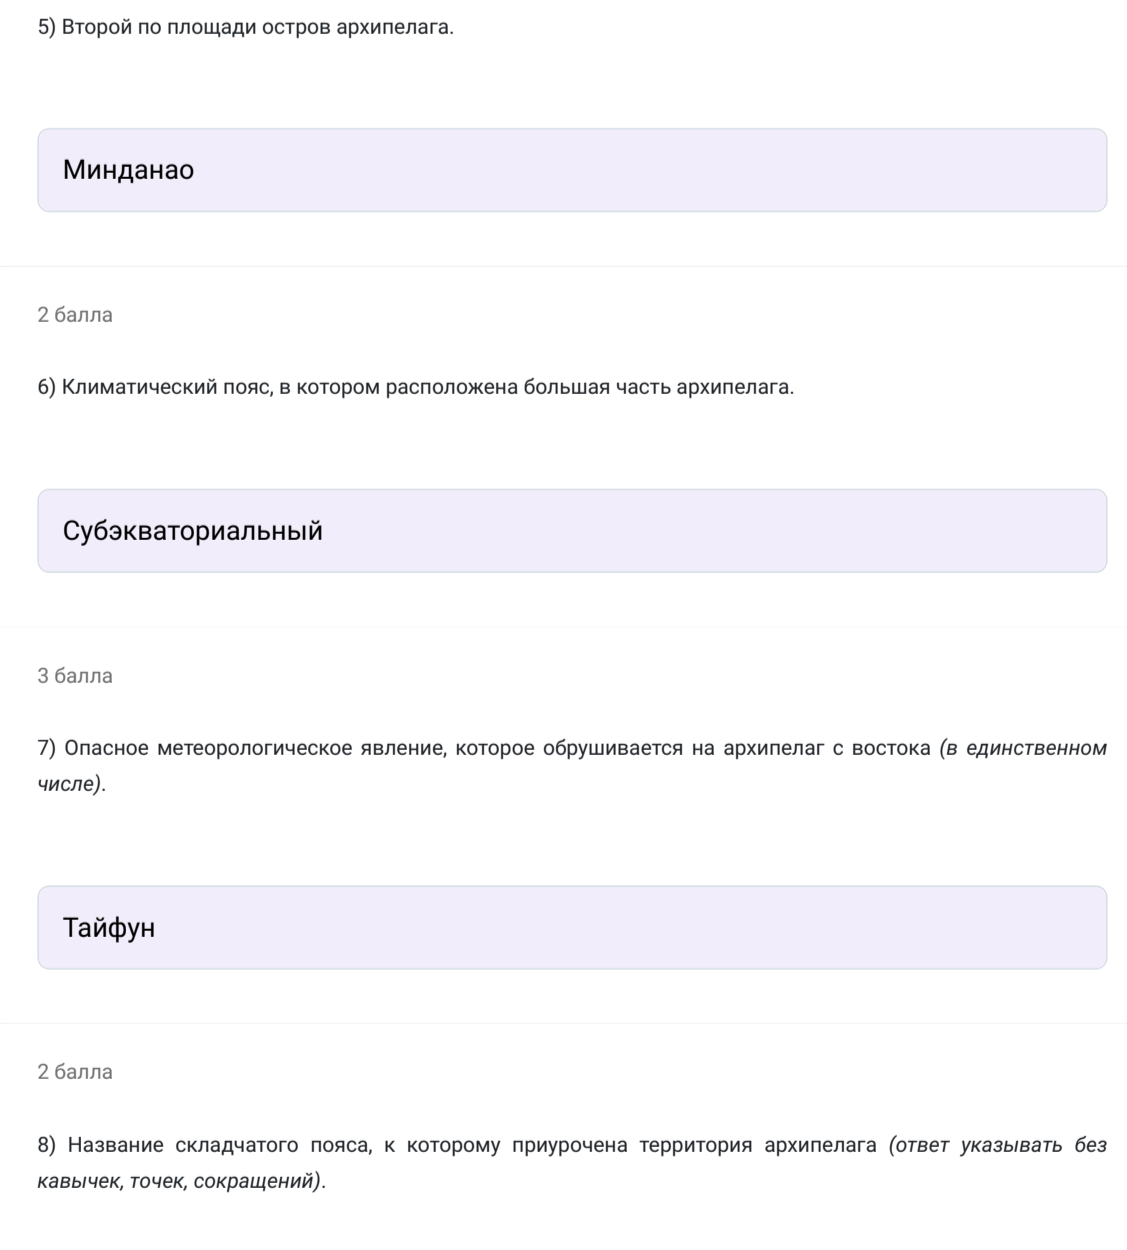 5) Второй по площади остров архипелага.
Минданао
2 балла
6) Климатический пояс, в котором расположена большая часть архипелага.
Субэкваториальный
3 балла
7) Опасное метеорологическое явление, которое обрушивается на архипелаг с востока (в единственном
числе).
Тайфун
2 балла
8) Название складчатого пояса, к которому приурочена территория архипелага (ответ указывать без
кавычек, точек, сокращений).